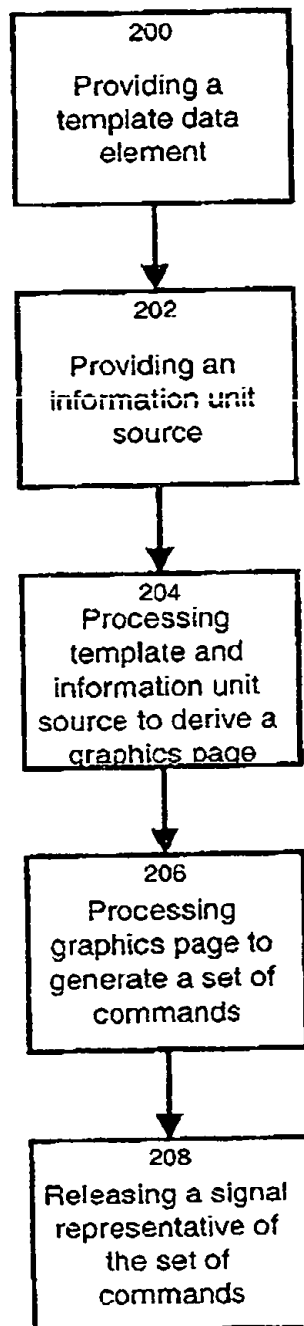 200
Providing a
template data
element
202
Providing an
information unit
source
204
Processing
template and
information unit
source to derive a
graphics page
206
Processing
graphics page to
generate a set of
commands
208
Releasing a signal
representative of
the set of
commands